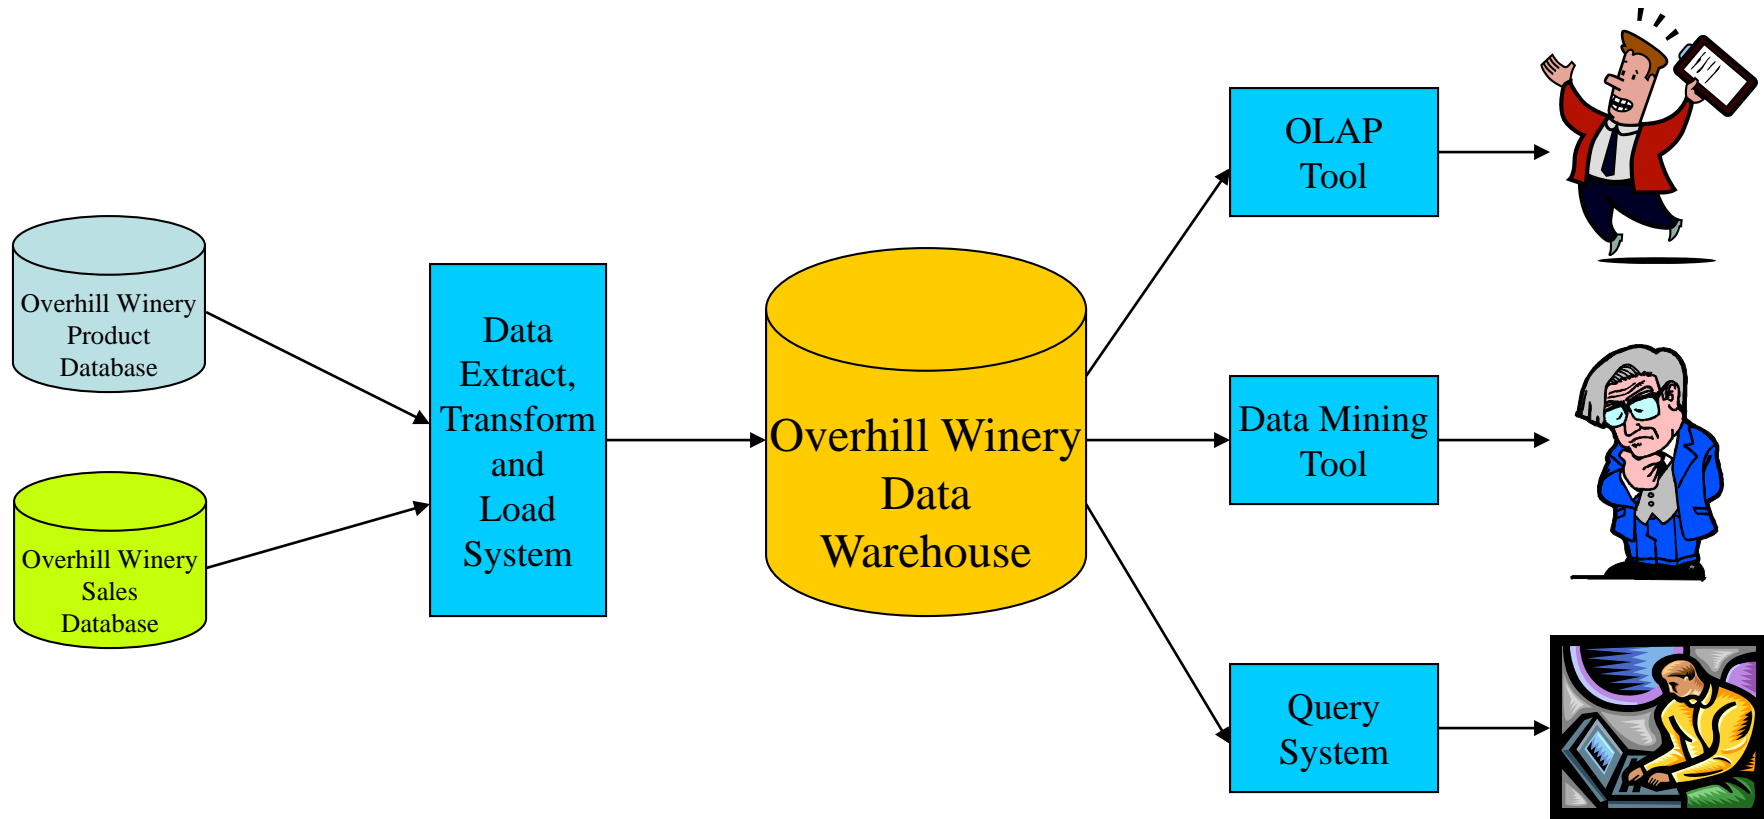 Overhill Winery
Product
Database
Overhill Winery
Sales
Database
Data
Extract,
Transform
and
Load
System
Overhill Winery
Data
Warehouse
OLAP
Tool
Data Mining
Tool
Query
System